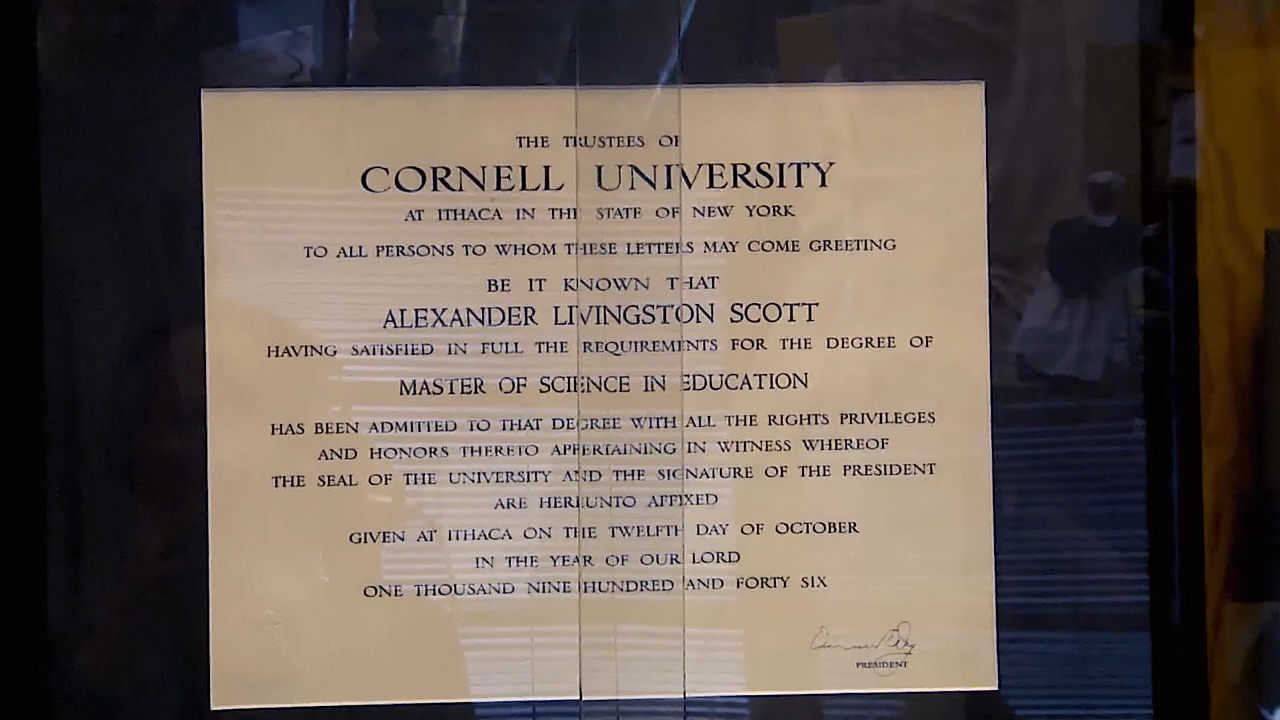 THE TRUSTEES OF
CORNELL UNIVERSITY
AT ITHACA IN THE STATE OF NEW YORK
TO ALL PERSONS TO WHOM THESE LETTERS MAY COME GREETING
BE IT KNOWN THAT
ALEXANDER LIVINGSTON SCOTT
HAVING SATISFIED IN FULL THE REQUIREMENTS FOR THE DEGREE OF
MASTER OF SCIENCE IN EDUCATION
HAS BEEN ADMITTED TO THAT DEGREE WITH ALL THE RIGHTS PRIVILEGES
AND HONORS THERETO APPERTAINING IN WITNESS WHEREOF
THE SEAL OF THE UNIVERSITY AND THE SIGNATURE OF THE PRESIDENT
ARE HEREUNTO AFFIXED
GIVEN AT ITHACA ON THE TWELFTH DAY OF OCTOBER
IN THE YEAR OF OUR LORD
ONE THOUSAND NINE HUNDRED AND FORTY SIX
PRESIDENT